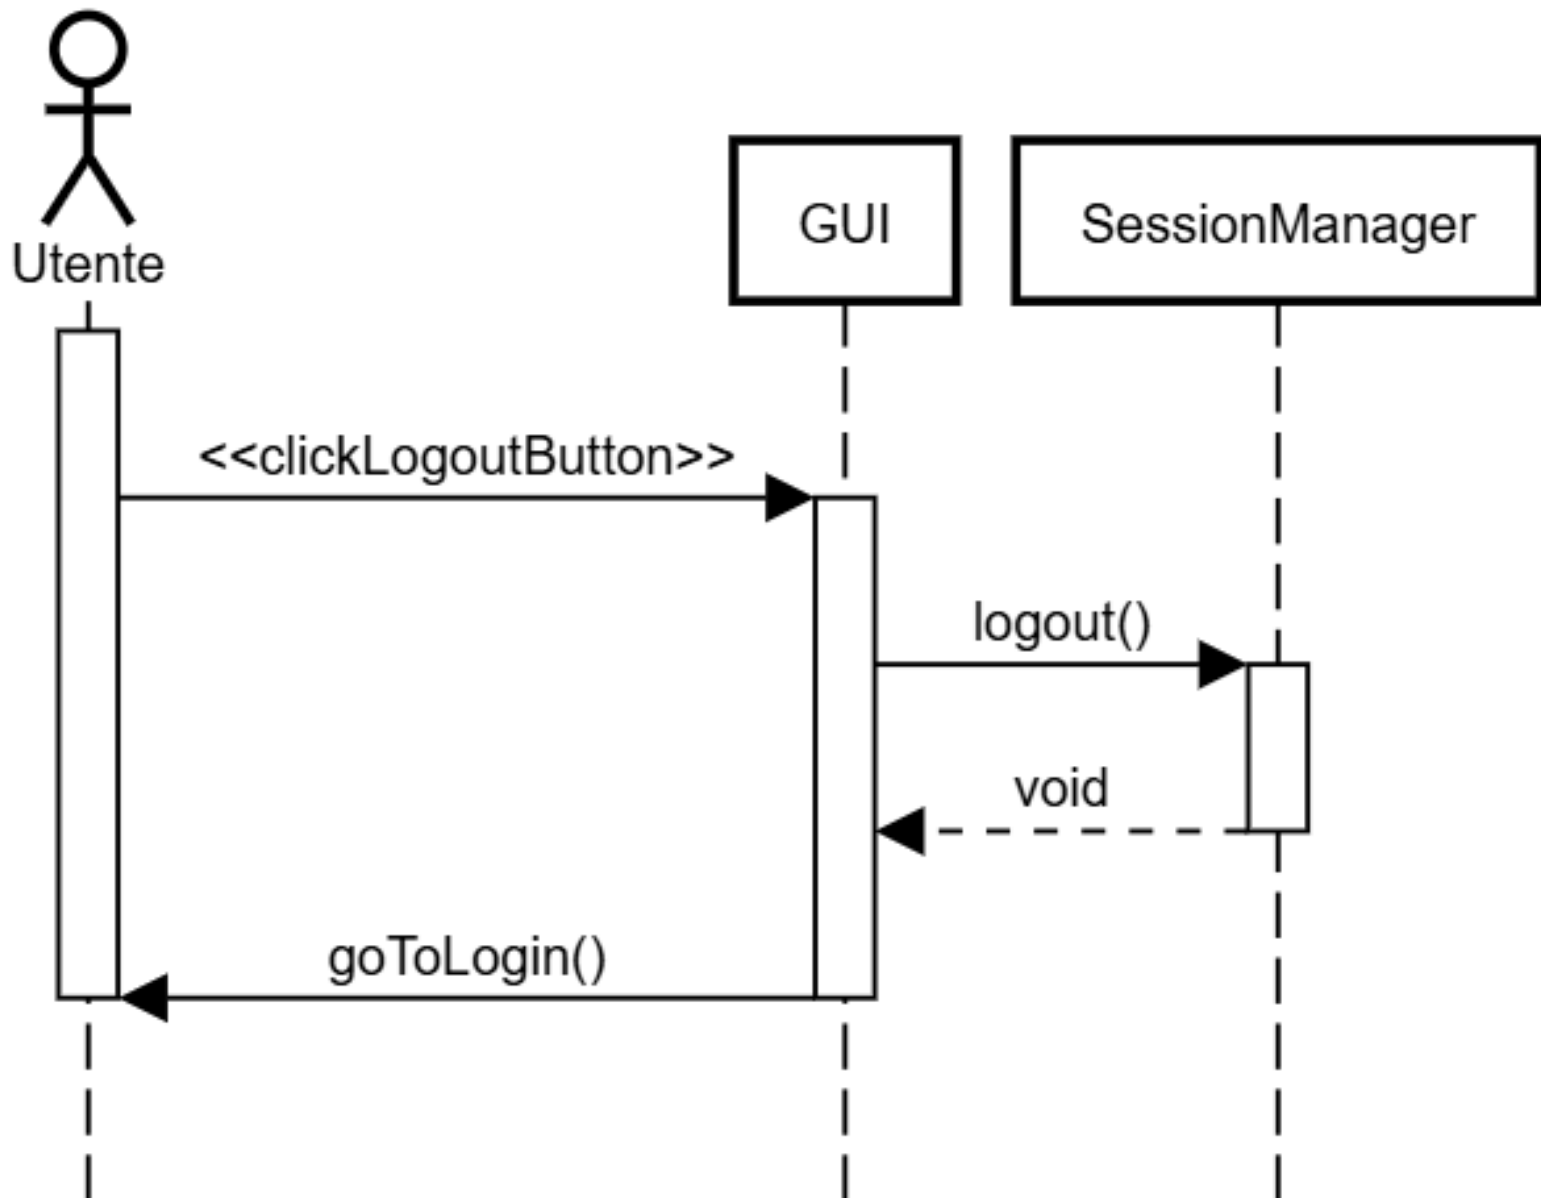 Utente
GUI
SessionManager
<<clickLogoutButton>>
logout()
void
goToLogin()